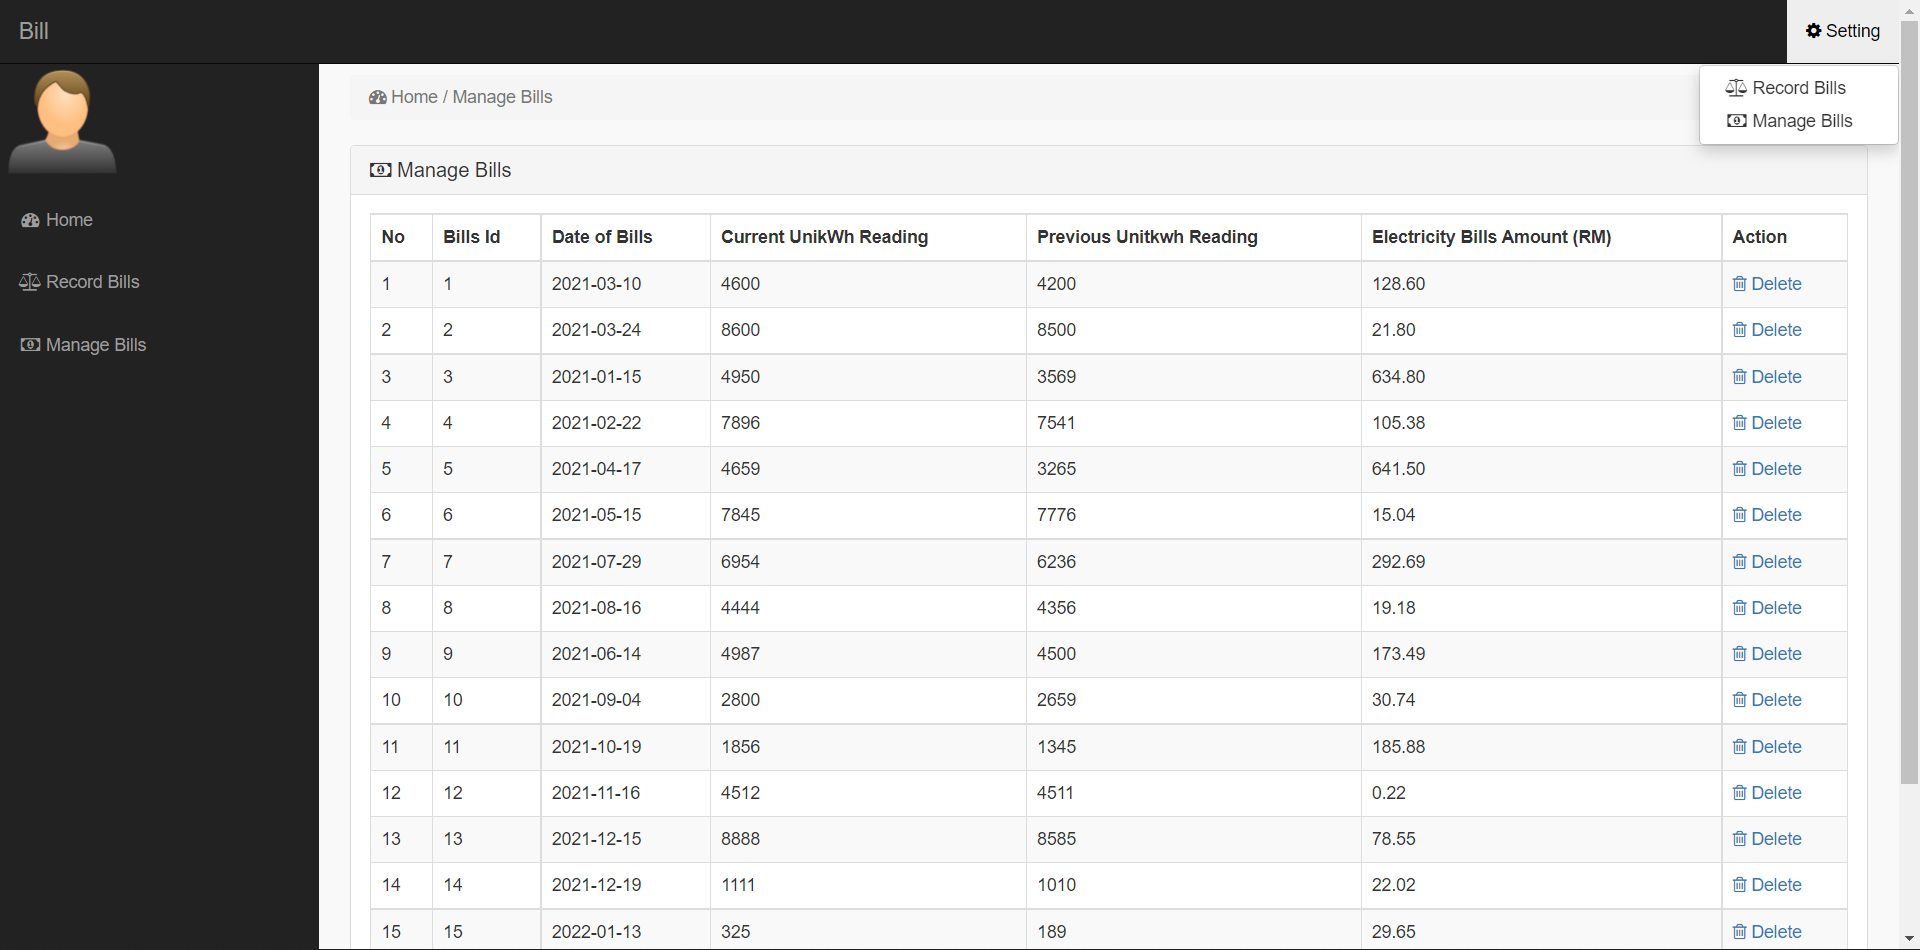 Bill
Setting
Record Bills
Manage Bills
Home
Record Bills
Manage Bills
Home / Manage Bills
Manage Bills
No Bills Id Date of Bills Current UnikWh Reading Previous Unitkwh Reading Electricity Bills Amount (RM) Action
1 1 2021-03-10 4600 4200 128.60 Delete
2 2 2021-03-24 8600 8500 21.80 Delete
3 3 2021-01-15 4950 3569 634.80 Delete
4 4 2021-02-22 7896 7541 105.38 Delete
5 5 2021-04-17 4659 3265 641.50 Delete
6 6 2021-05-15 7845 7776 15.04 Delete
7 7 2021-07-29 6954 6236 292.69 Delete
8 8 2021-08-16 4444 4356 19.18 Delete
9 9 2021-06-14 4987 4500 173.49 Delete
10 10 2021-09-04 2800 2659 30.74 Delete
11 11 2021-10-19 1856 1345 185.88 Delete
12 12 2021-11-16 4512 4511 0.22 Delete
13 13 2021-12-15 8888 8585 78.55 Delete
14 14 2021-12-19 1111 1010 22.02 Delete
15 15 2022-01-13 325 189 29.65 Delete